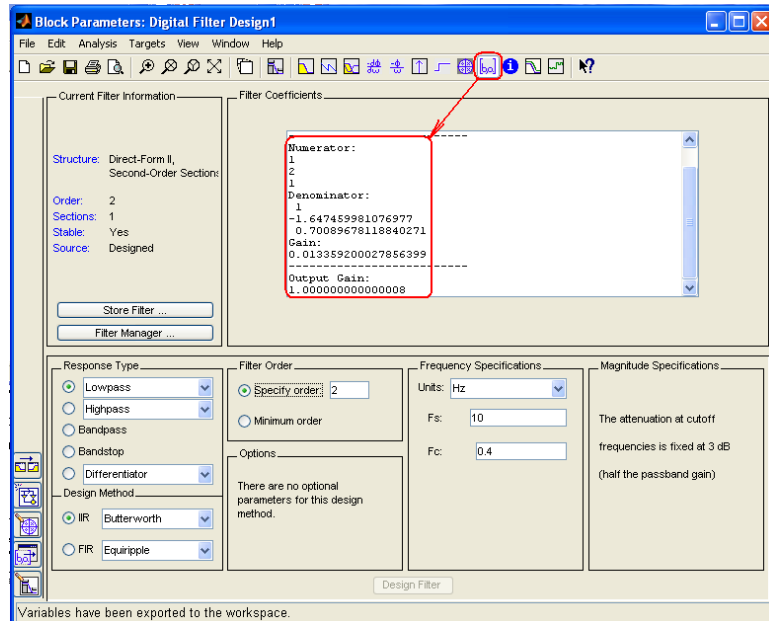 Block Parameters: Digital Filter Design1
File Edit Analysis Targets View Window Help
Current Filter Information
Structure: Direct-Form II,
Second-Order Sections
Order: 2
Sections: 1
Stable: Yes
Source: Designed
Store Filter ...
Filter Manager ...
Filter Coefficients
Numerator:
1
2
1
Denominator:
1
-1.647459981076977
0.70089678118840271
Gain:
0.013359200027856399
Output Gain:
1.000000000000008
Response Type
Lowpass
Highpass
Bandpass
Bandstop
Differentiator
Design Method
IIR Butterworth
FIR Equiripple
Filter Order
Specify order: 2
Minimum order
Options
There are no optional
parameters for this design
method.
Frequency Specifications
Units: Hz
Fs: 10
Fc: 0.4
Magnitude Specifications
The attenuation at cutoff
frequencies is fixed at 3 dB
(half the passband gain)
Design Filter
Variables have been exported to the workspace.